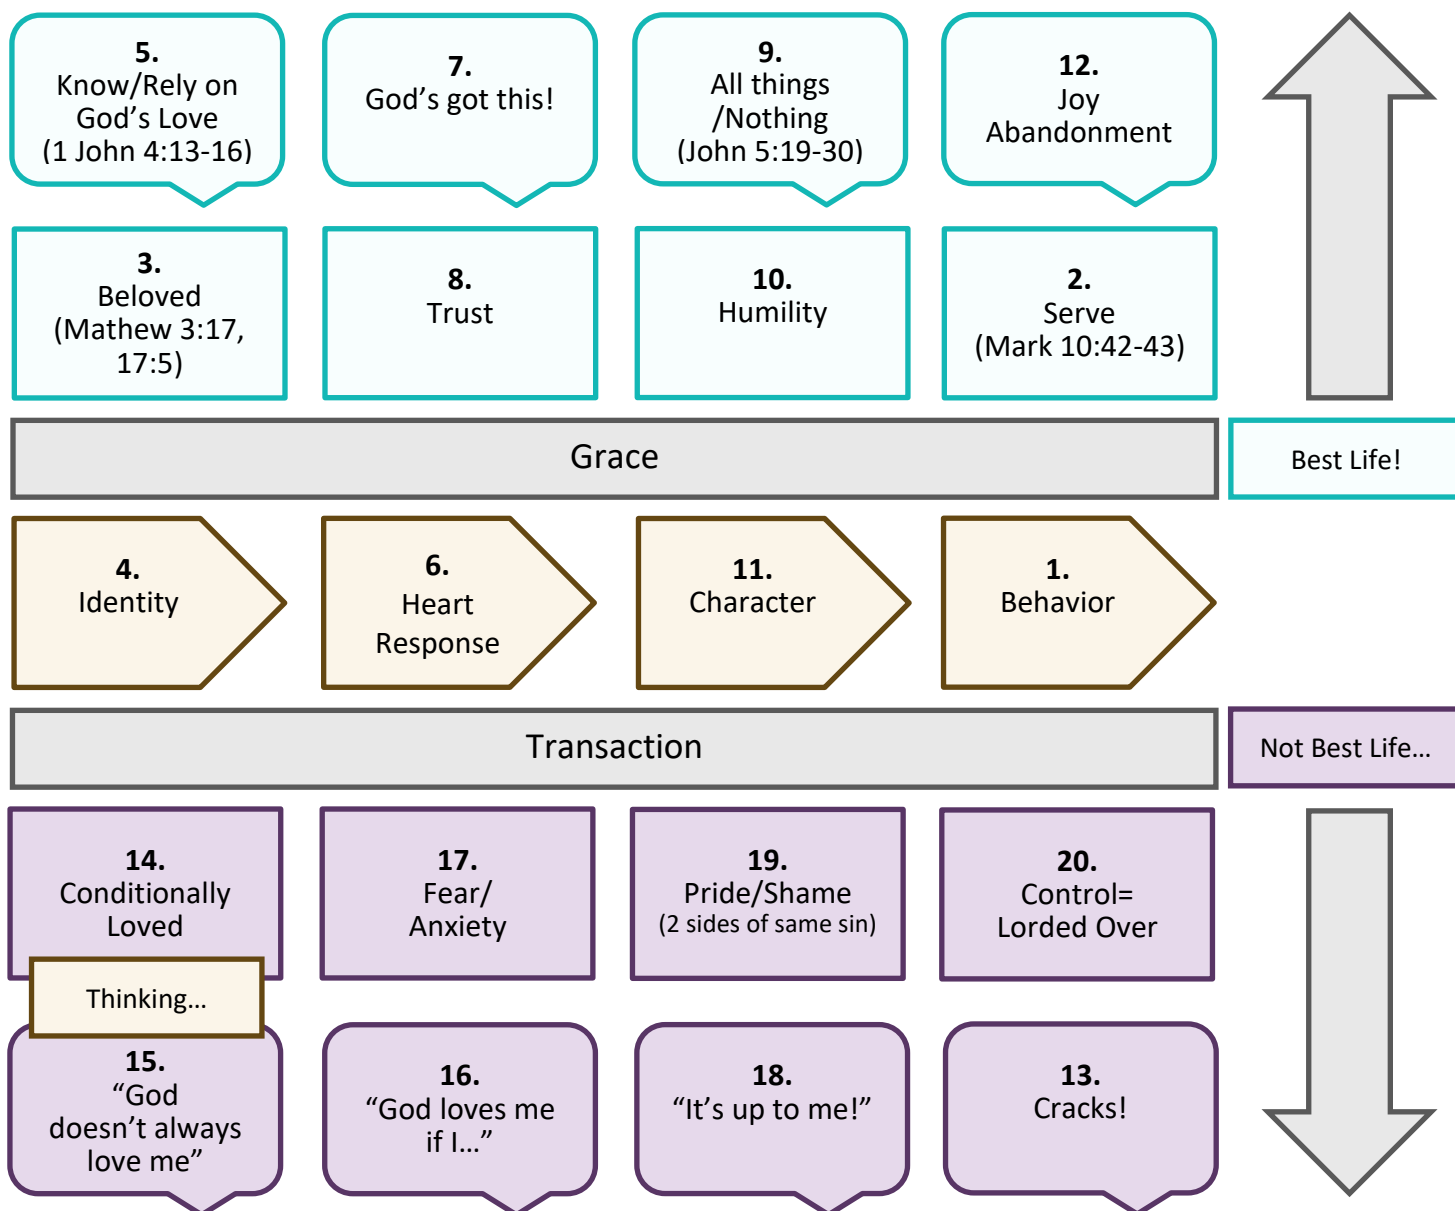 5.
Know/Rely on
God’s Love
(1 John 4:13-16)
7.
God’s got this!
9.
All things
/Nothing
(John 5:19-30)
12.
Joy
Abandonment
3.
Beloved
(Mathew 3:17,
17:5)
8.
Trust
10.
Humility
2.
Serve
(Mark 10:42-43)
Grace
Best Life!
4.
Identity
6.
Heart
Response
11.
Character
1.
Behavior
Transaction
Not Best Life…
14.
Conditionally
Loved
17.
Fear/
Anxiety
19.
Pride/Shame
(2 sides of same sin)
20.
Control=
Lorded Over
Thinking…
15.
“God
doesn’t always
love me”
16.
“God loves me
if I…”
18.
“It’s up to me!”
13.
Cracks!